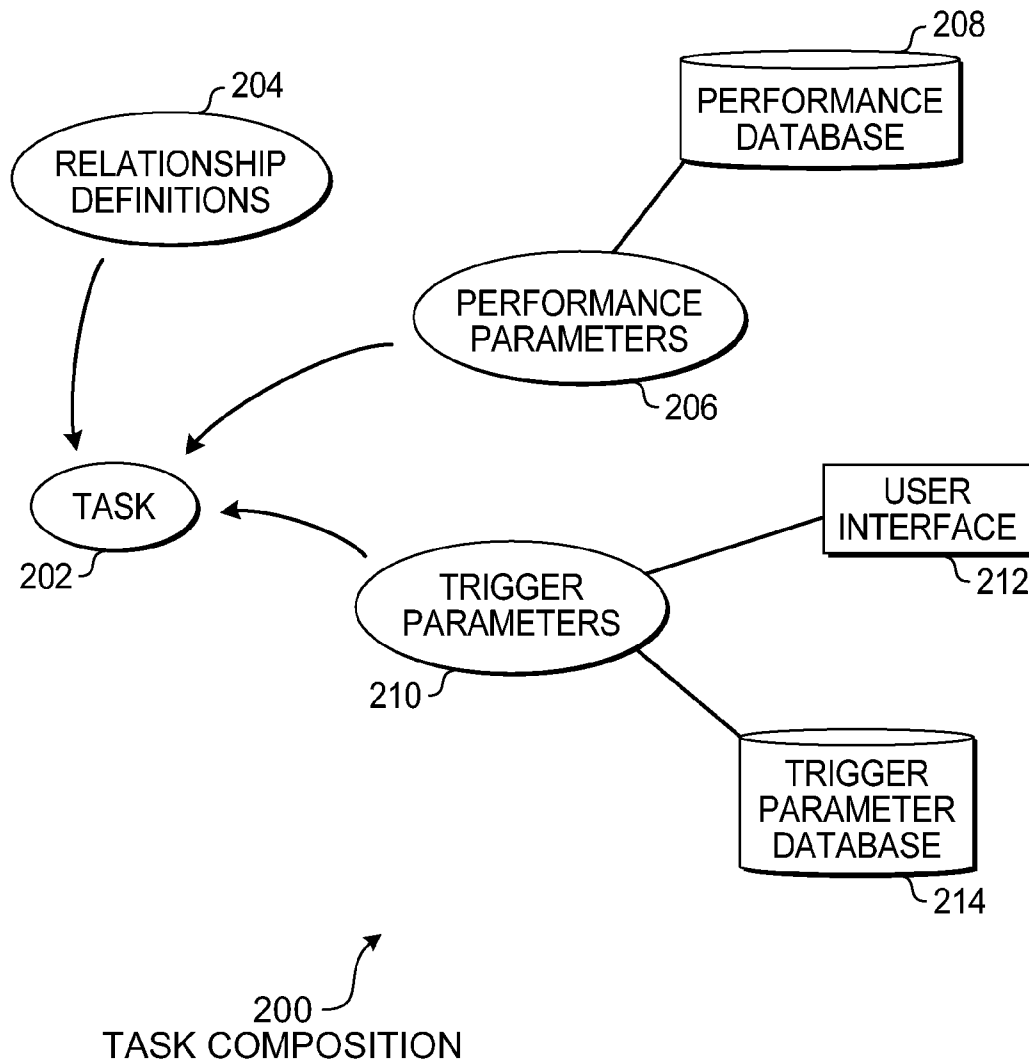 208
PERFORMANCE
DATABASE
204
RELATIONSHIP
DEFINITIONS
PERFORMANCE
PARAMETERS
206
TASK
202
USER
INTERFACE
212
TRIGGER
PARAMETERS
210
TRIGGER
PARAMETER
DATABASE
214
200
TASK COMPOSITION